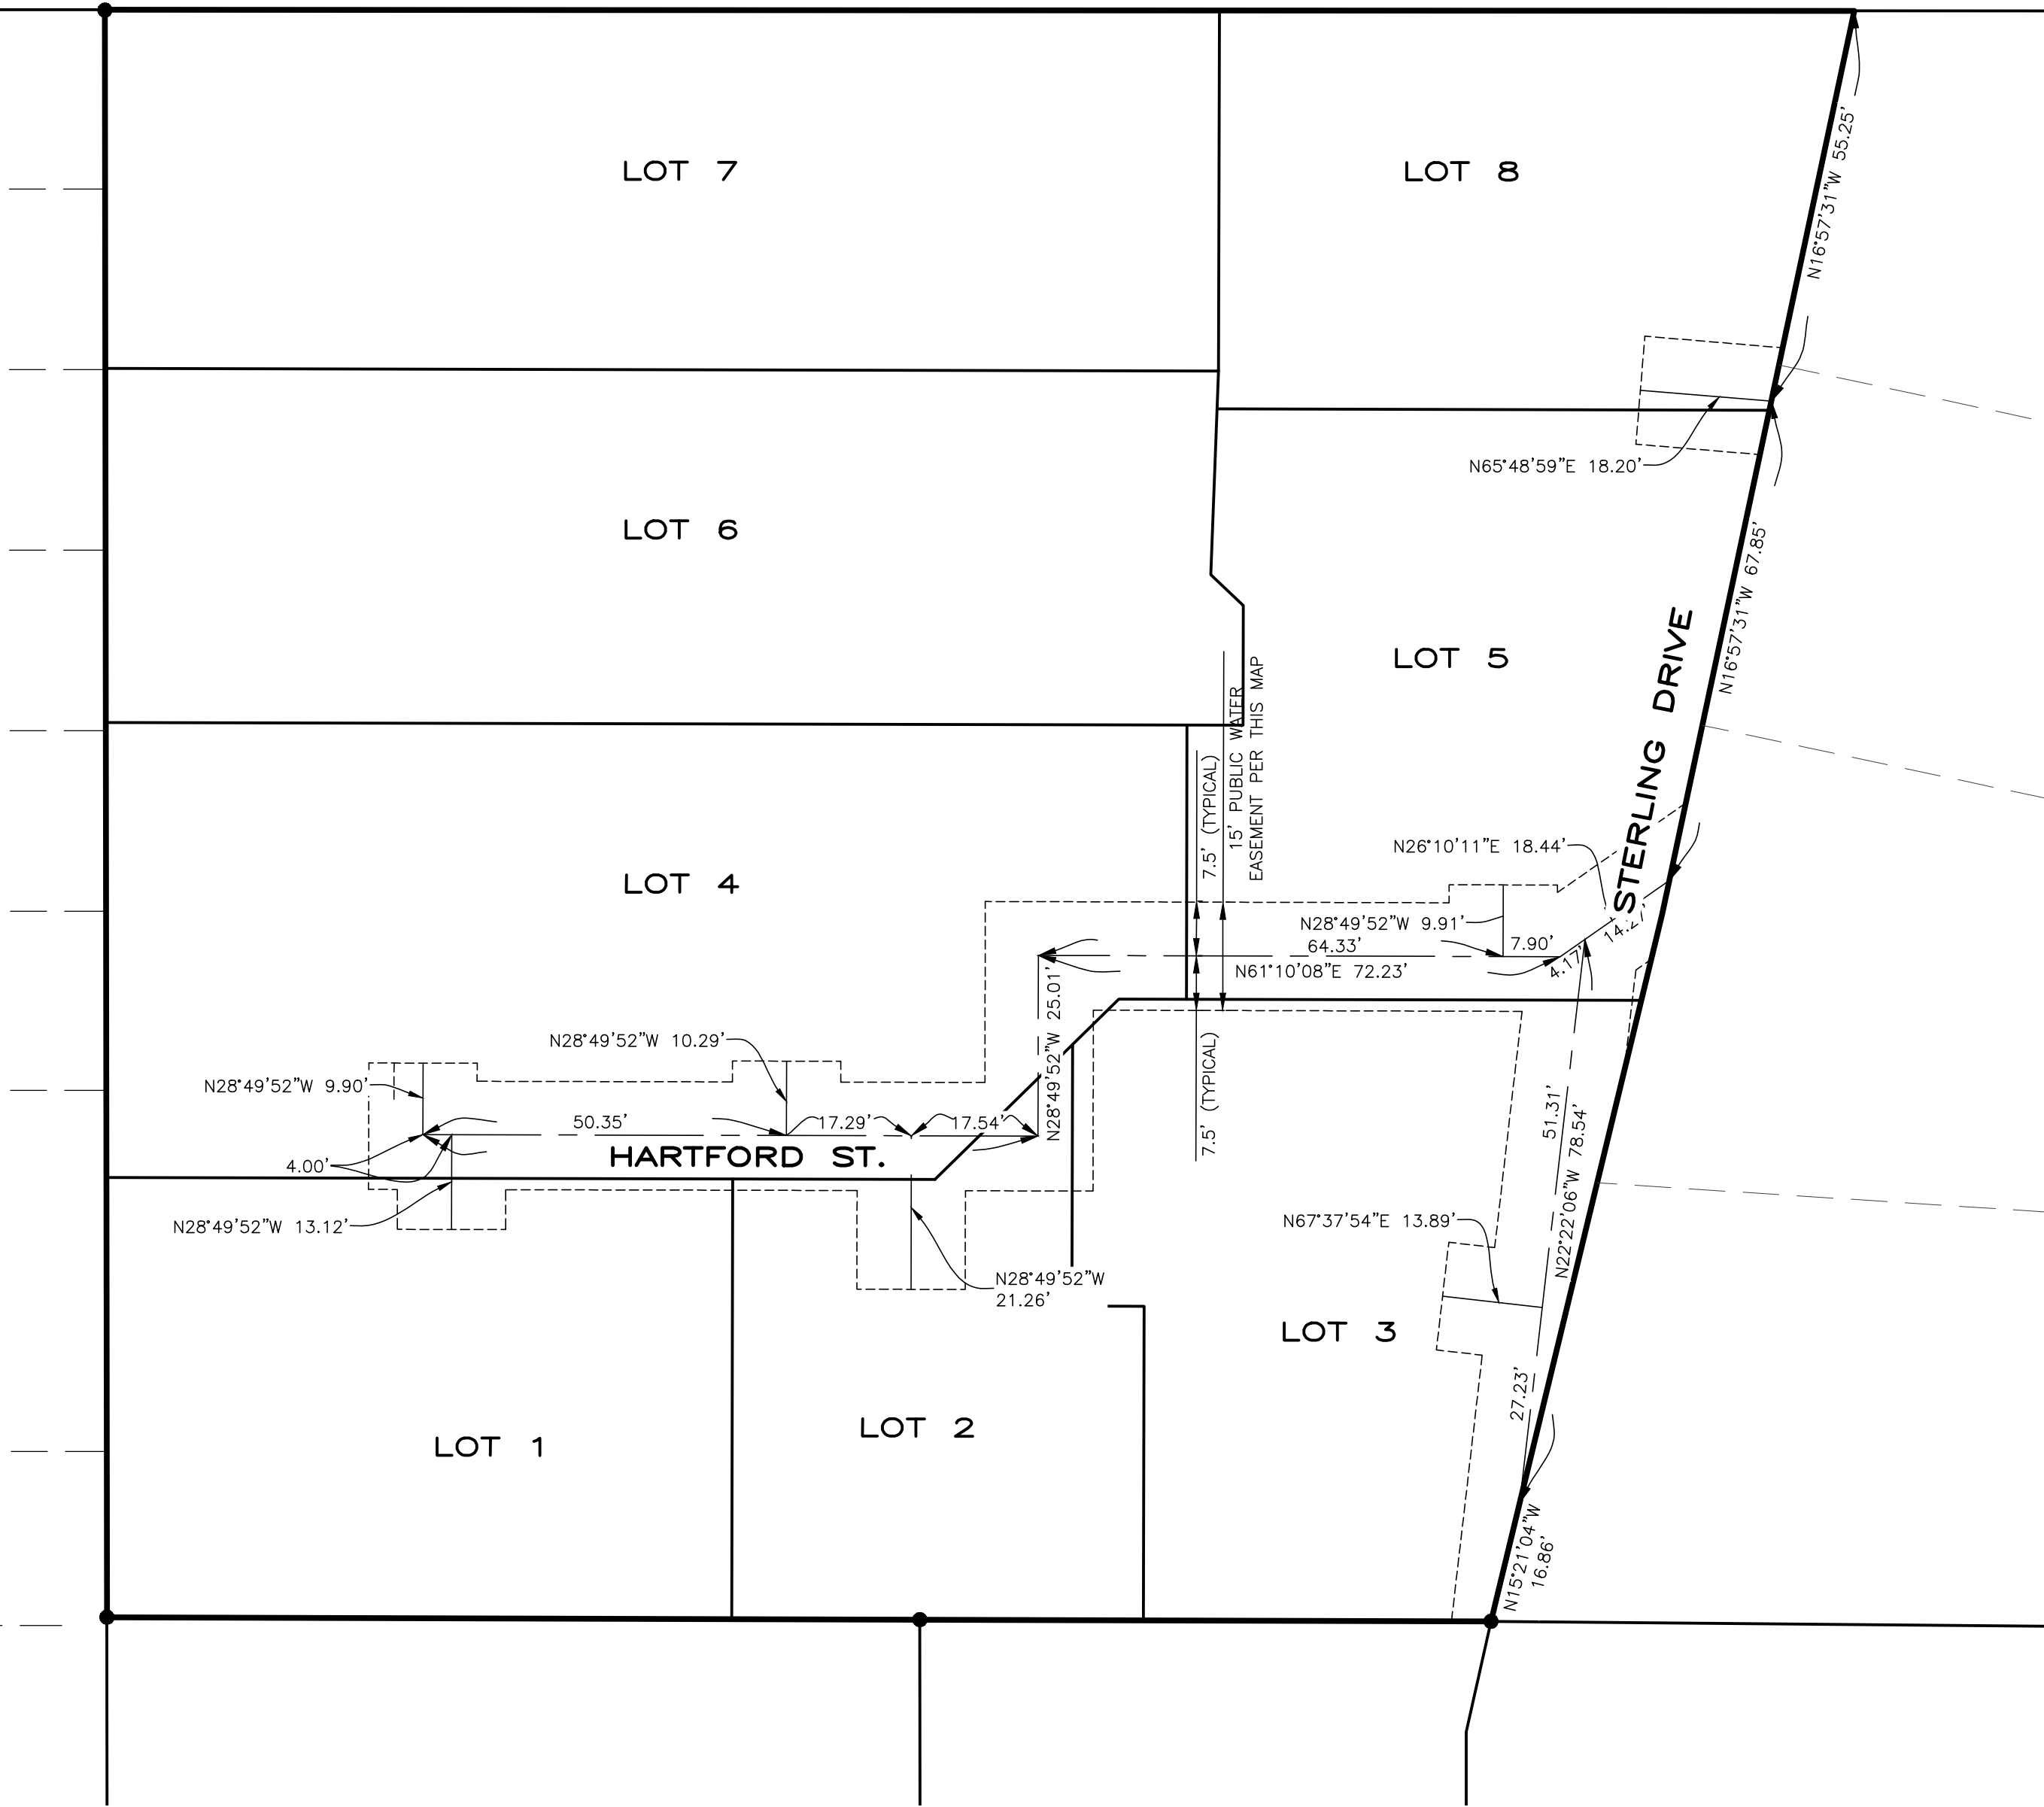 LOT 7
LOT 8
N16°57'31"W 55.25'
N65°48'59"E 18.20'
LOT 6
N16°57'31"W 67.85'
LOT 5
STERLING DRIVE
7.5' (TYPICAL)
15' PUBLIC WATER
EASEMENT PER THIS MAP
N26°10'11"E 18.44'
LOT 4
N28°49'52"W 9.91'
64.33'
7.90'
4.17'
N61°10'08"E 72.23'
N28°49'52"W 25.01'
N28°49'52"W 10.29'
N28°49'52"W 9.90'
50.35'
17.29'
17.54'
4.00'
HARTFORD ST.
7.5' (TYPICAL)
51.31'
N22°22'06"W 78.54'
N28°49'52"W 13.12'
N67°37'54"E 13.89'
N28°49'52"W
21.26'
LOT 3
27.23'
LOT 1
LOT 2
N15°21'04"W
16.86'